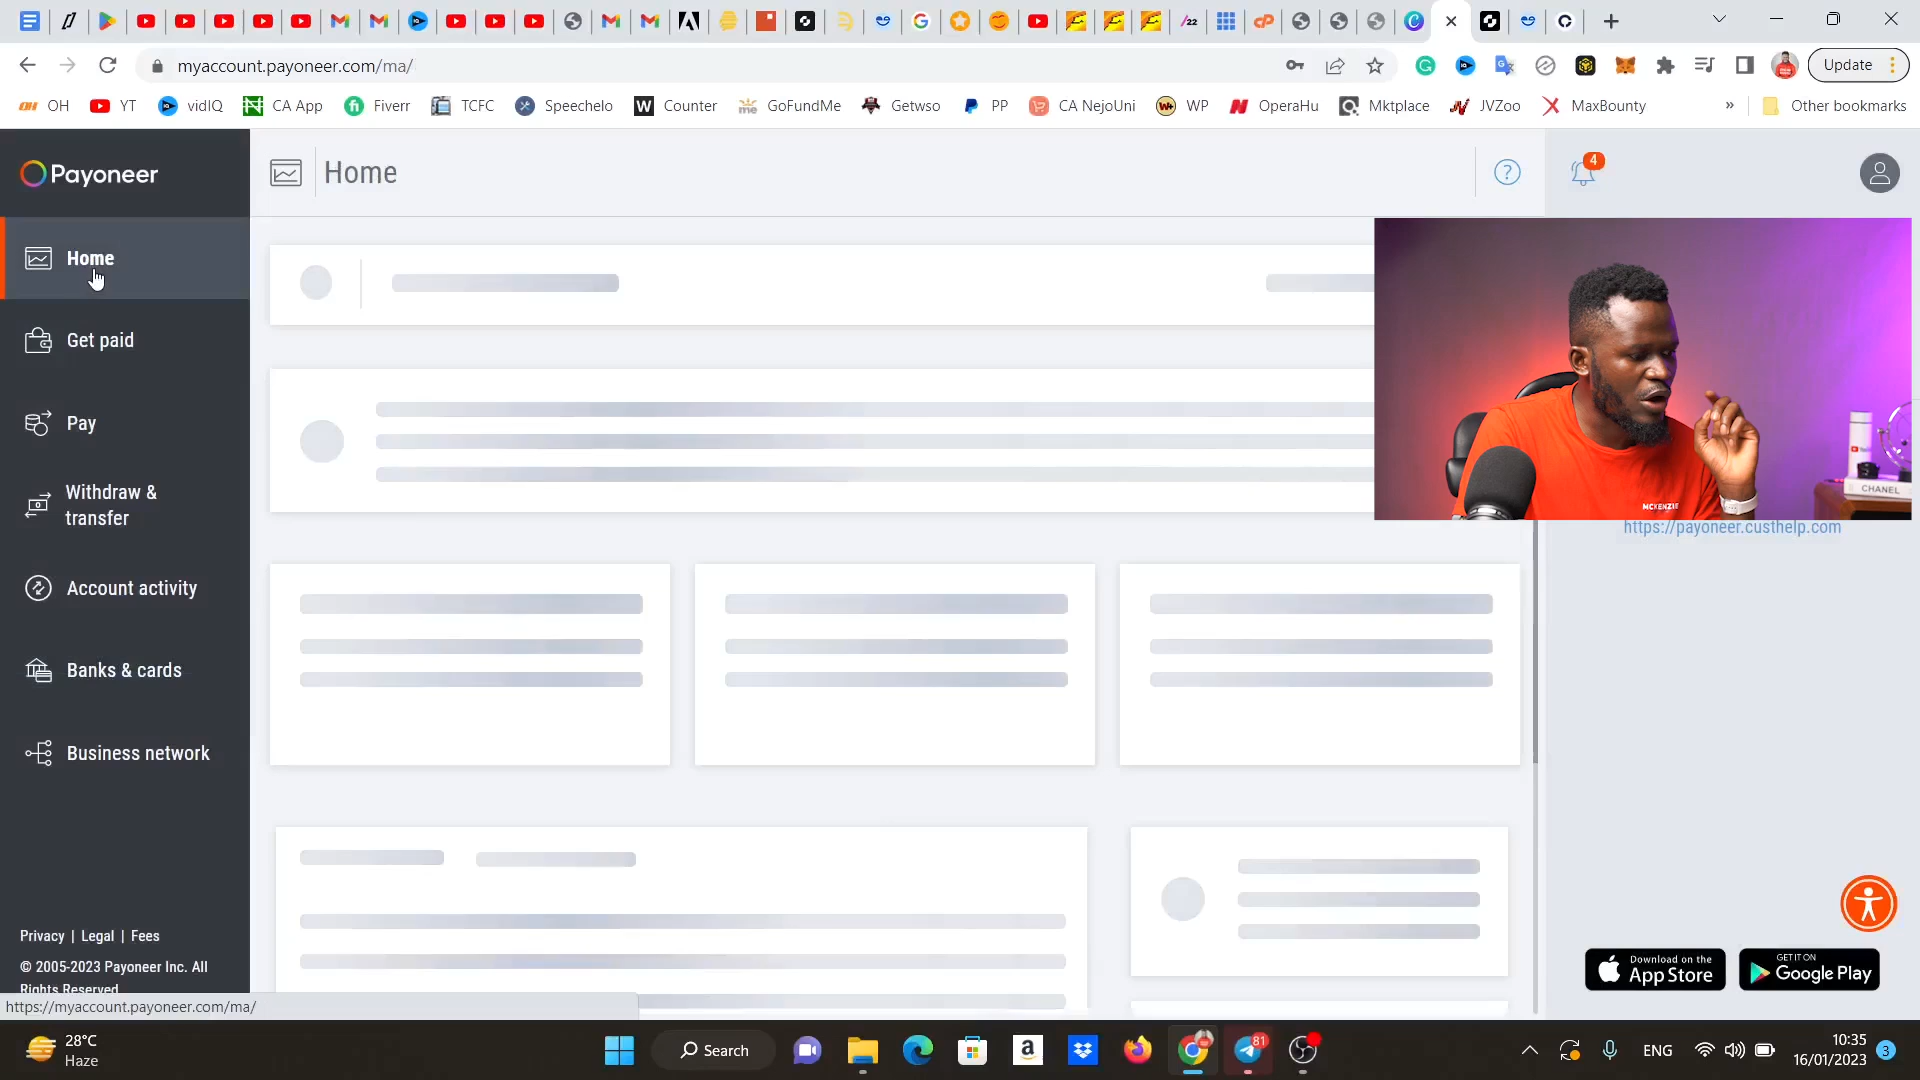 /22
myaccount.payoneer.com/ma/
Update
OH
YT
vidIQ
CA App
Fiverr
TCFC
Speechelo
Counter
GoFundMe
Getwso
PP
CA NejoUni
WP
OperaHu
Mktplace
JVZoo
MaxBounty
»
Other bookmarks
Payoneer
Home
4
Home
Get paid
Pay
Withdraw &
transfer
Account activity
Banks & cards
Business network
MCKENZIE
CHANEL
https://payoneer.custhelp.com
Privacy | Legal | Fees
© 2005-2023 Payoneer Inc. All
Rights Reserved
https://myaccount.payoneer.com/ma/
Download on the
App Store
GET IT ON
Google Play
28°C
Haze
Search
81
ENG
10:35
16/01/2023
3